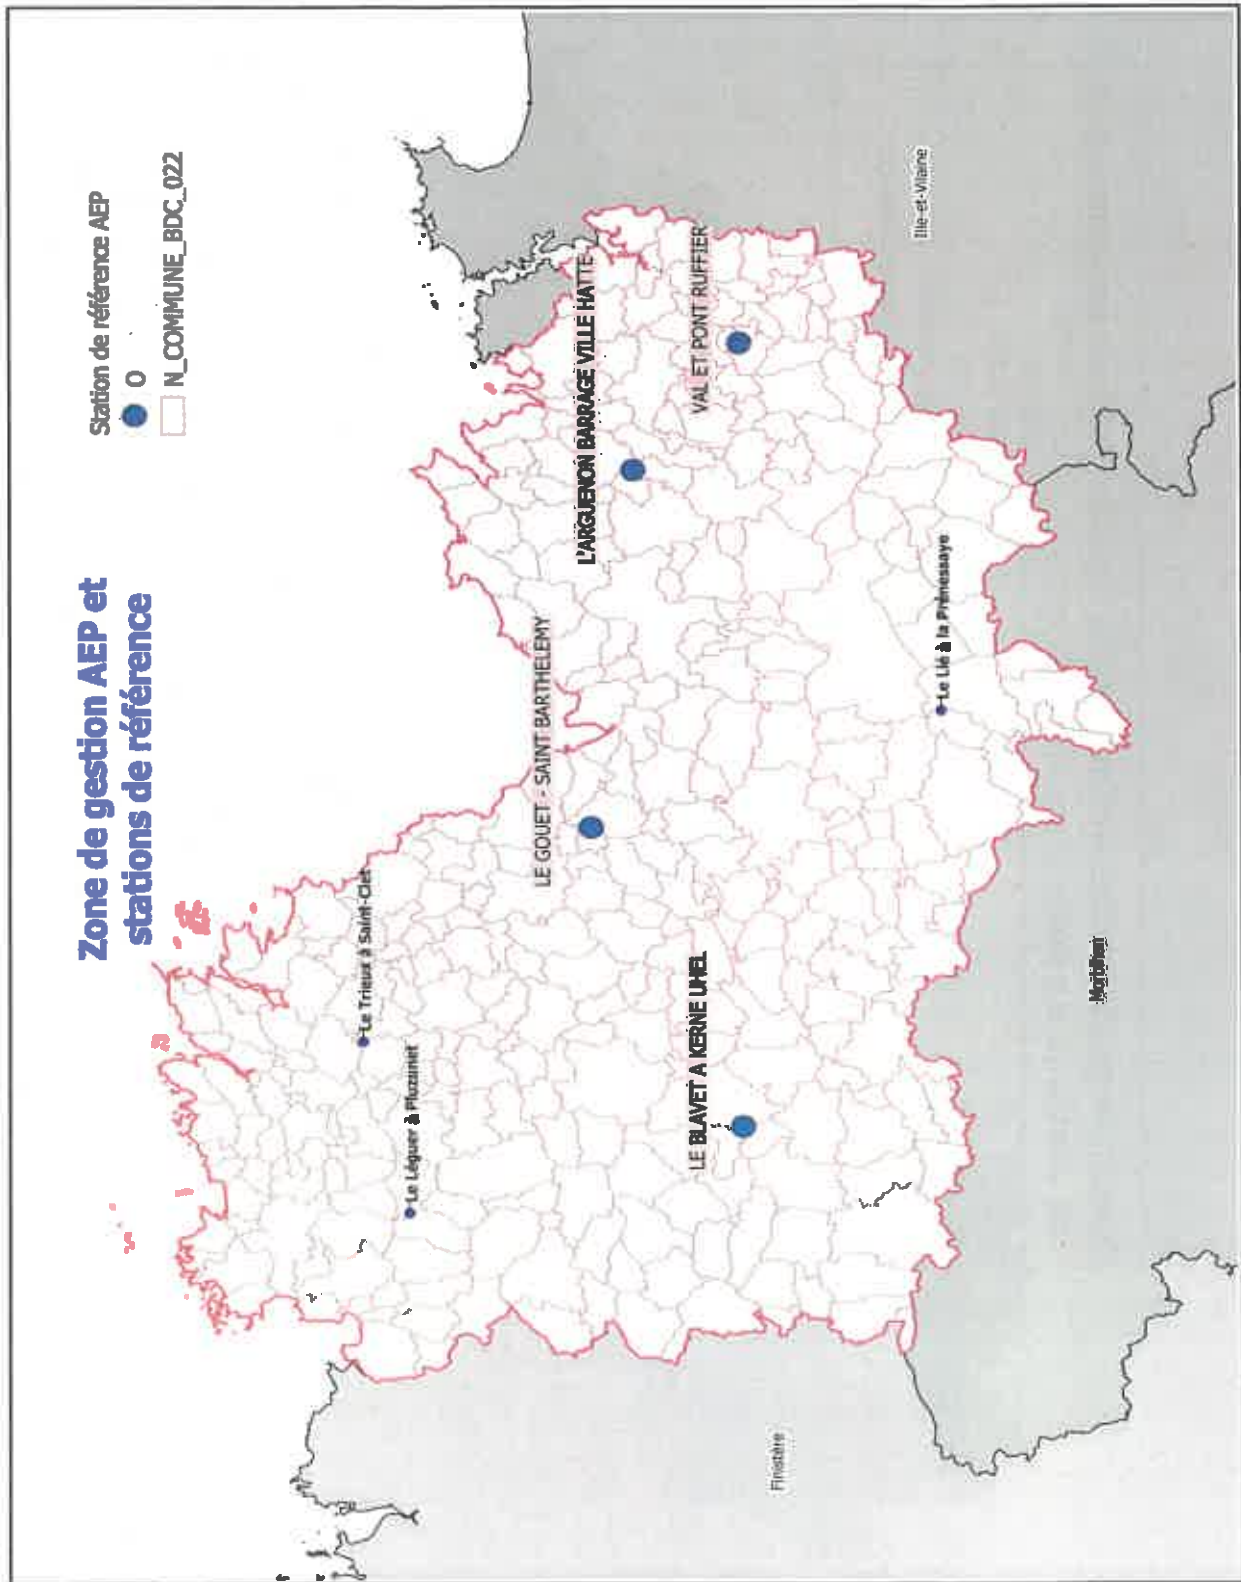 Zone de gestion AEP et
stations de référence
Station de référence AEP
O
N_COMMUNE_BDC_022
Le Trieux à Saint-Clet
Le Léguer à Pluzunet
LE GOUET - SAINT BARTHELEMY
L'ARGUENON BARRAGE VILLE HATTE
VAL ET PONT RUFFIER
LE BLAVET A KERNE UHEL
Le Lié à la Prénessaye
Ille-et-Vilaine
Finistère
Morbihan